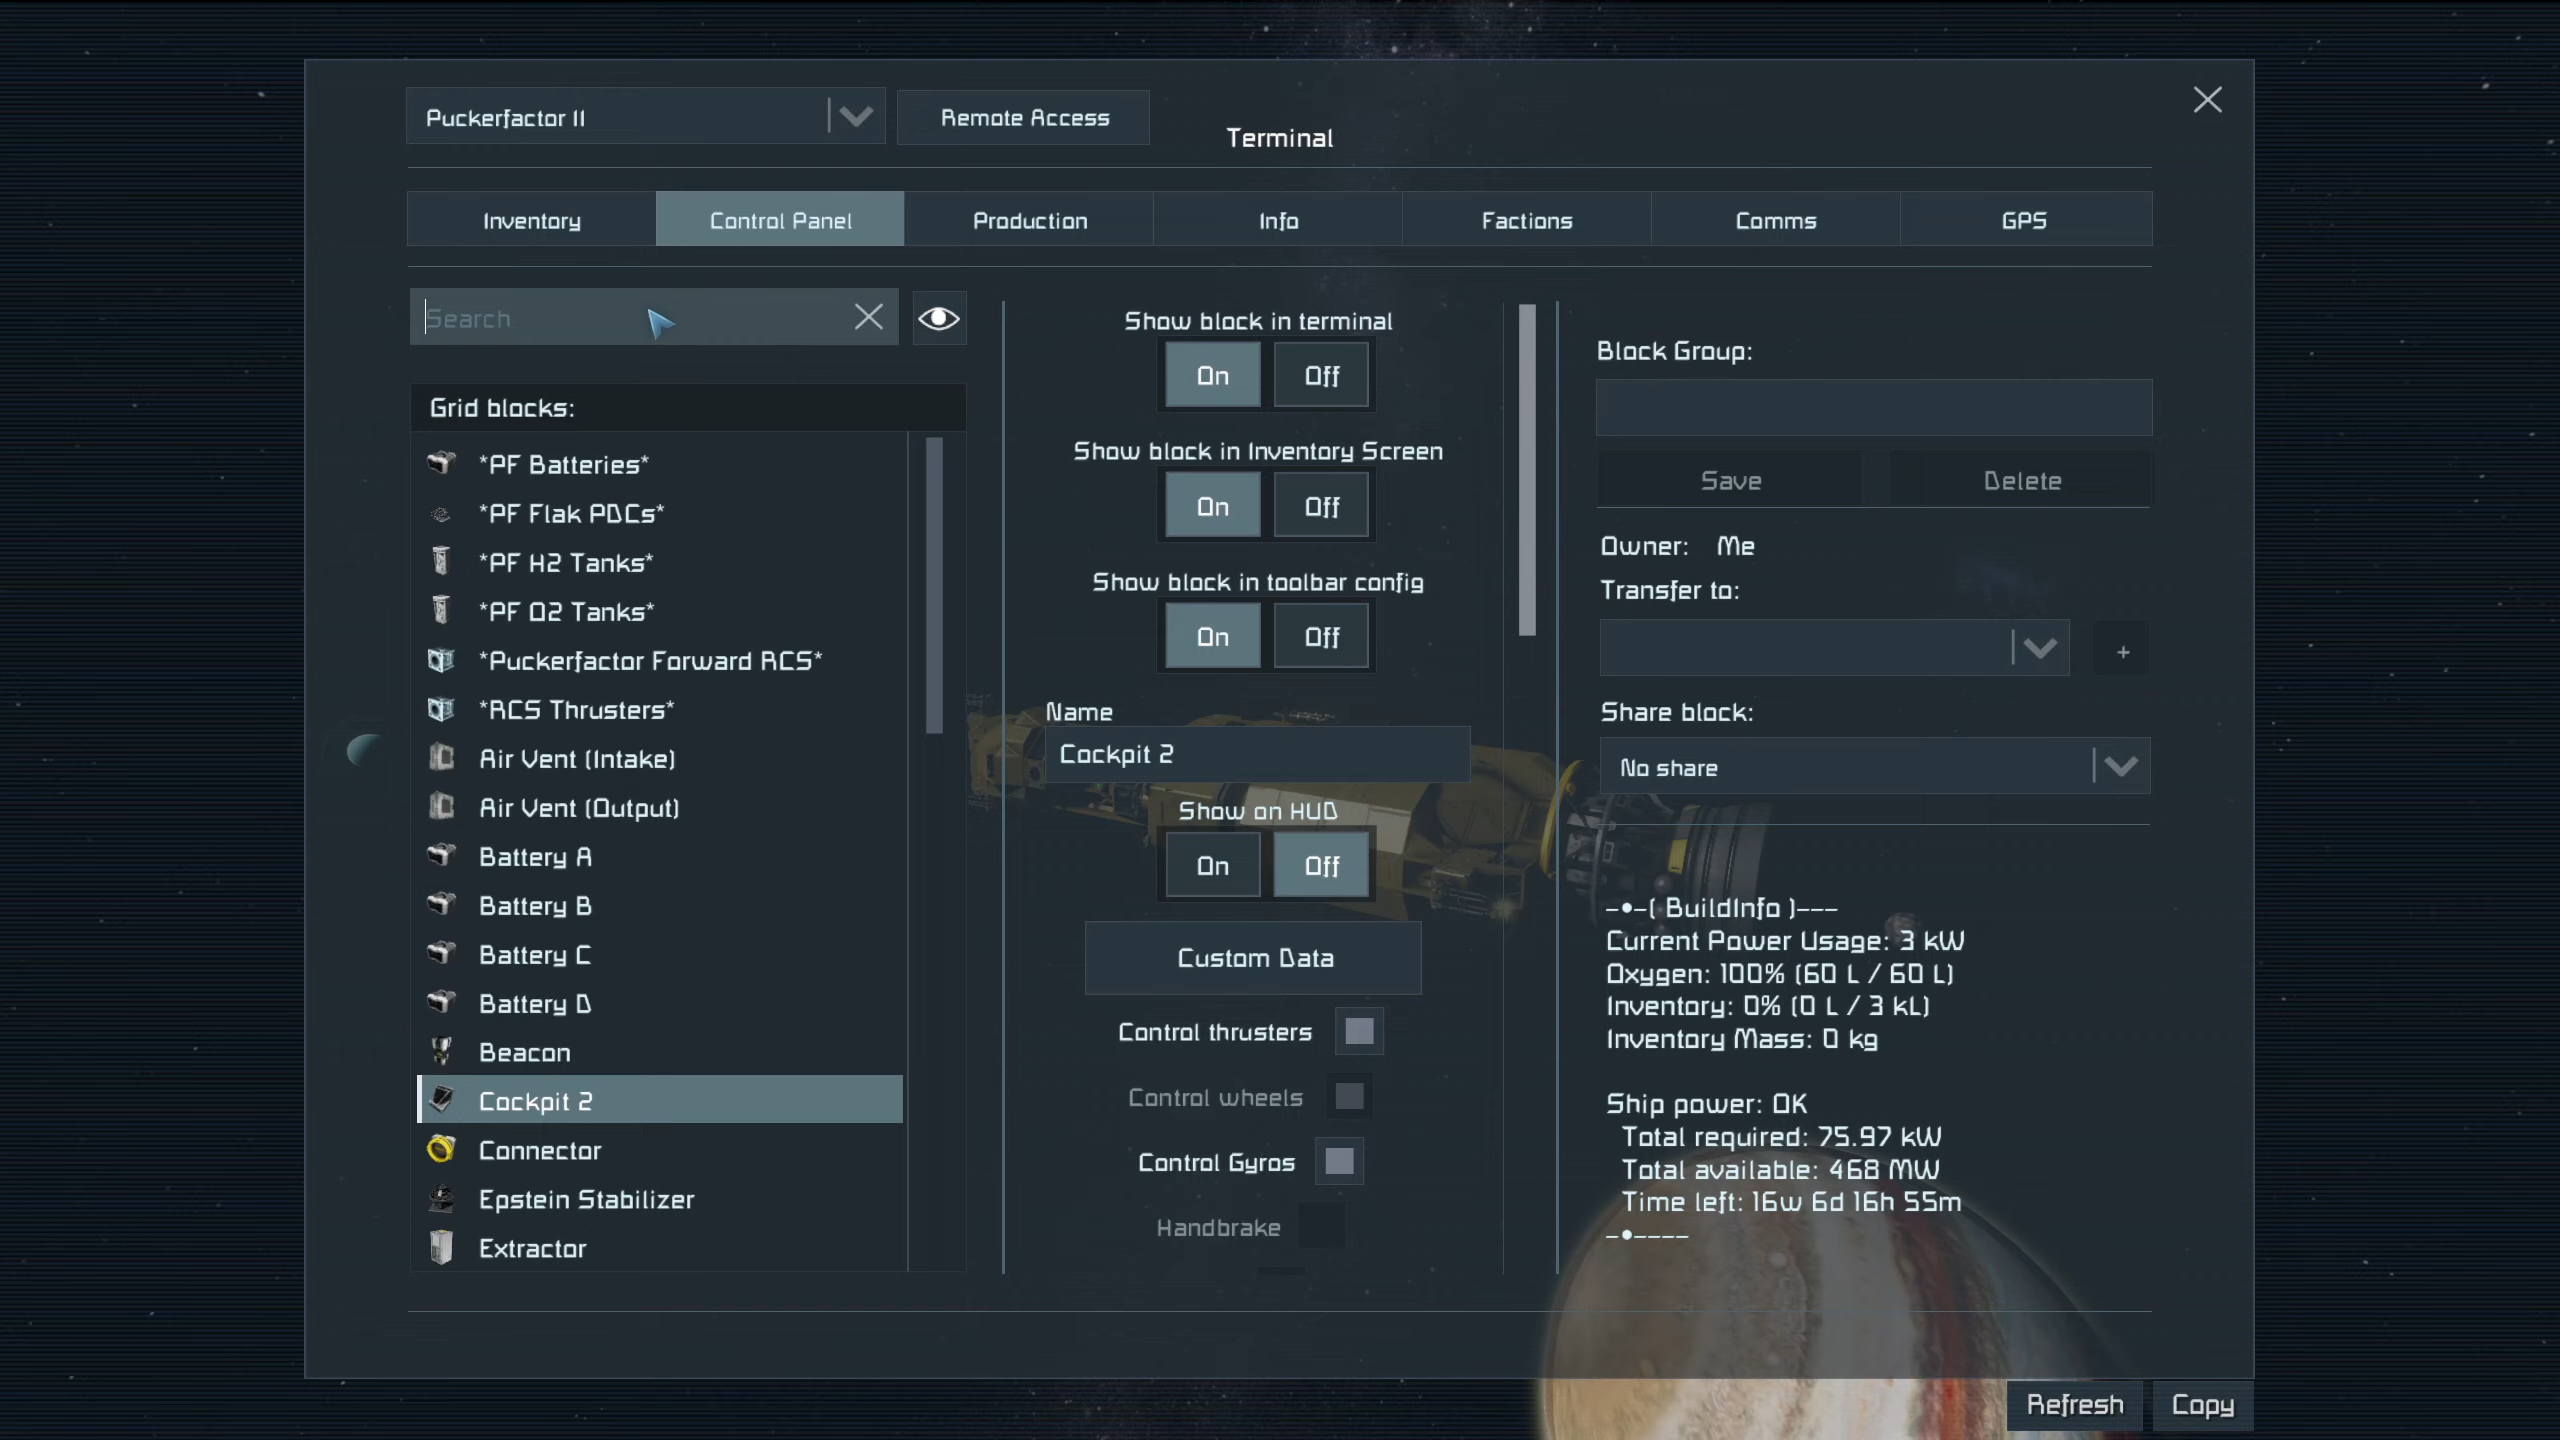 Puckerfactor II
Remote Access
Terminal
Inventory
Control Panel
Production
Info
Factions
Comms
GPS
Search
Grid blocks:
*PF Batteries*
*PF Flak PDCs*
*PF H2 Tanks*
*PF O2 Tanks*
*Puckerfactor Forward RCS*
*RCS Thrusters*
Air Vent (Intake)
Air Vent (Output)
Battery A
Battery B
Battery C
Battery D
Beacon
Cockpit 2
Connector
Epstein Stabilizer
Extractor
Show block in terminal
On Off
Show block in Inventory Screen
On Off
Show block in toolbar config
On Off
Name
Cockpit 2
Show on HUD
On Off
Custom Data
Control thrusters
Control wheels
Control Gyros
Handbrake
Block Group:
Save Delete
Owner: Me
Transfer to:
+
Share block:
No share
-•-( BuildInfo )---
Current Power Usage: 3 kW
Oxygen: 100% (60 L / 60 L)
Inventory: 0% (0 L / 3 kL)
Inventory Mass: 0 kg
Ship power: OK
Total required: 75.97 kW
Total available: 468 MW
Time left: 16w 6d 16h 55m
-•----
Refresh
Copy